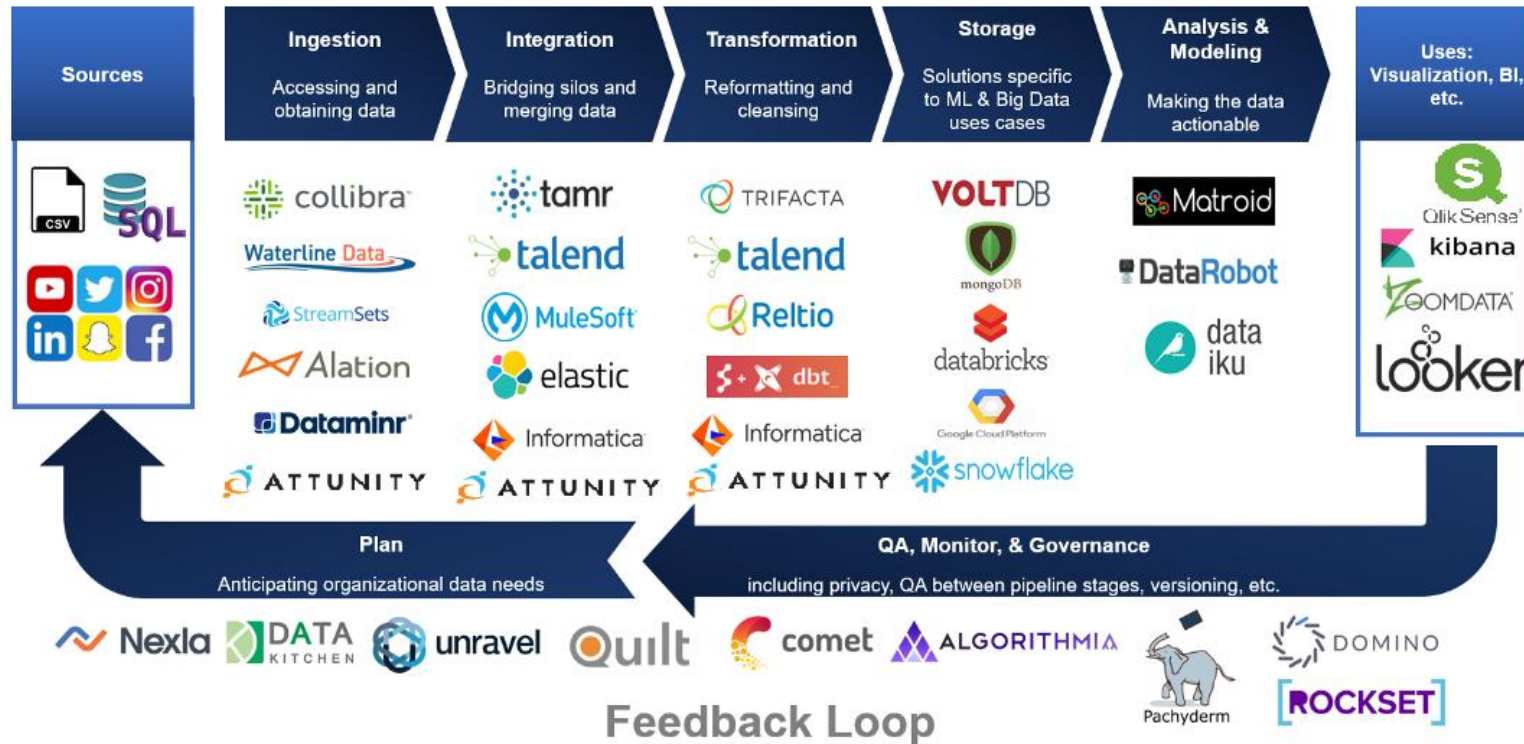 Sources
Ingestion
Accessing and
obtaining data
Integration
Bridging silos and
merging data
Transformation
Reformatting and
cleansing
Storage
Solutions specific
to ML & Big Data
uses cases
Analysis &
Modeling
Making the data
actionable
Uses:
Visualization, BI,
etc.
CSV
SQL
in
f
collibra
Waterline Data
StreamSets
Alation
Dataminr
ATTUNITY
tamr
talend
MuleSoft
elastic
Informatica
ATTUNITY
TRIFACTA
talend
Reltio
+ dbt_
Informatica
ATTUNITY
VOLTDB
mongoDB
databricks
Google Cloud Platform
snowflake
Matroid
DataRobot
data
iku
S
Qlik Sense
kibana
ZOOMDATA
looker
Plan
Anticipating organizational data needs
QA, Monitor, & Governance
including privacy, QA between pipeline stages, versioning, etc.
Nexla
DATA
KITCHEN
unravel
Quilt
comet
ALGORITHMIA
Pachyderm
DOMINO
[ROCKSET]
Feedback Loop